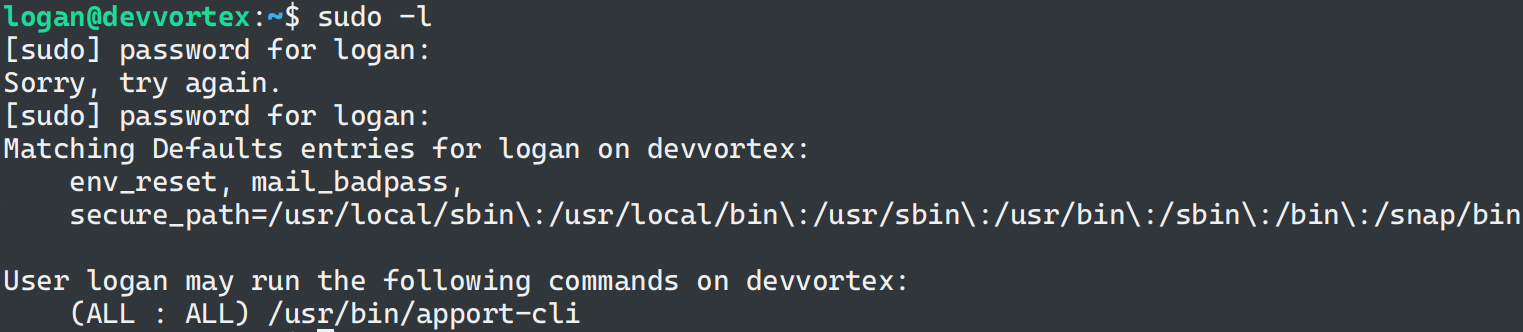 logan@devvortex:~$ sudo -l
[sudo] password for logan:
Sorry, try again.
[sudo] password for logan:
Matching Defaults entries for logan on devvortex:
    env_reset, mail_badpass,
    secure_path=/usr/local/sbin\:/usr/local/bin\:/usr/sbin\:/usr/bin\:/sbin\:/bin\:/snap/bin

User logan may run the following commands on devvortex:
    (ALL : ALL) /usr/bin/apport-cli